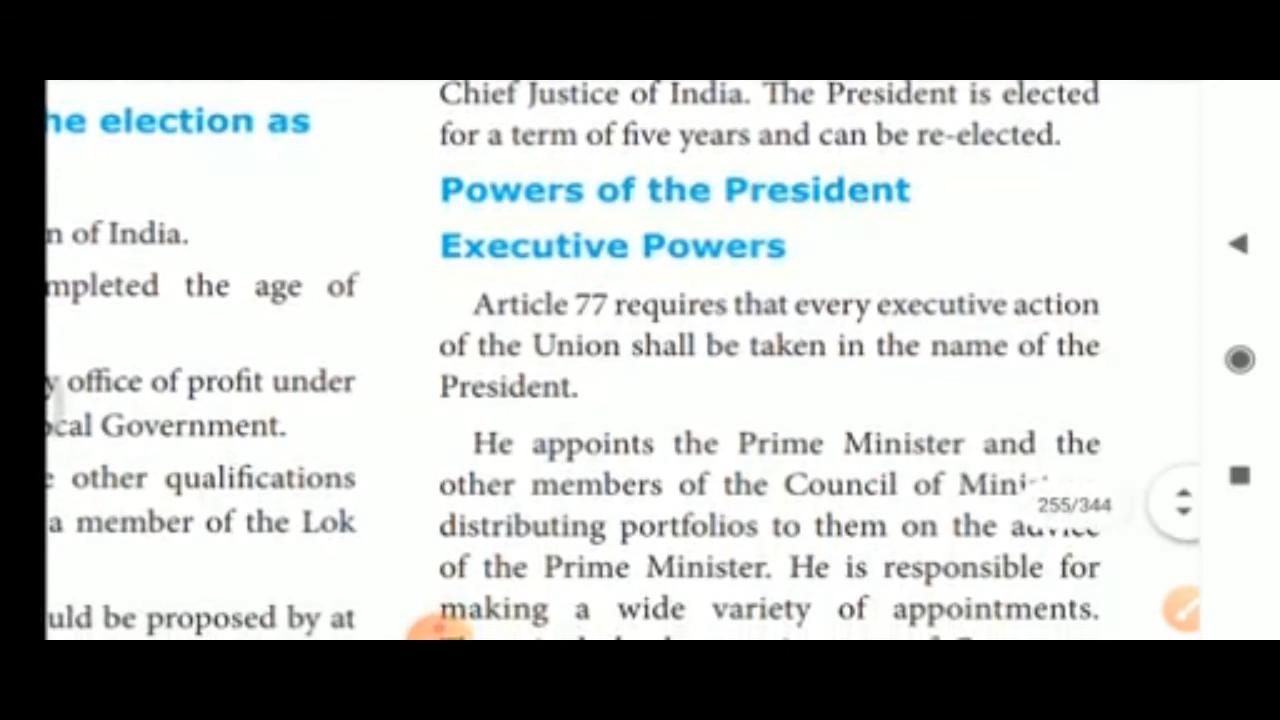 he election as
n of India.
mpleted the age of
office of profit under
ocal Government.
other qualifications
a member of the Lok
uld be proposed by at
Chief Justice of India. The President is elected
for a term of five years and can be re-elected.
Powers of the President
Executive Powers
Article 77 requires that every executive action
of the Union shall be taken in the name of the
President.
He appoints the Prime Minister and the
other members of the Council of Mini
distributing portfolios to them on the advice
of the Prime Minister. He is responsible for
making a wide variety of appointments.
255/344